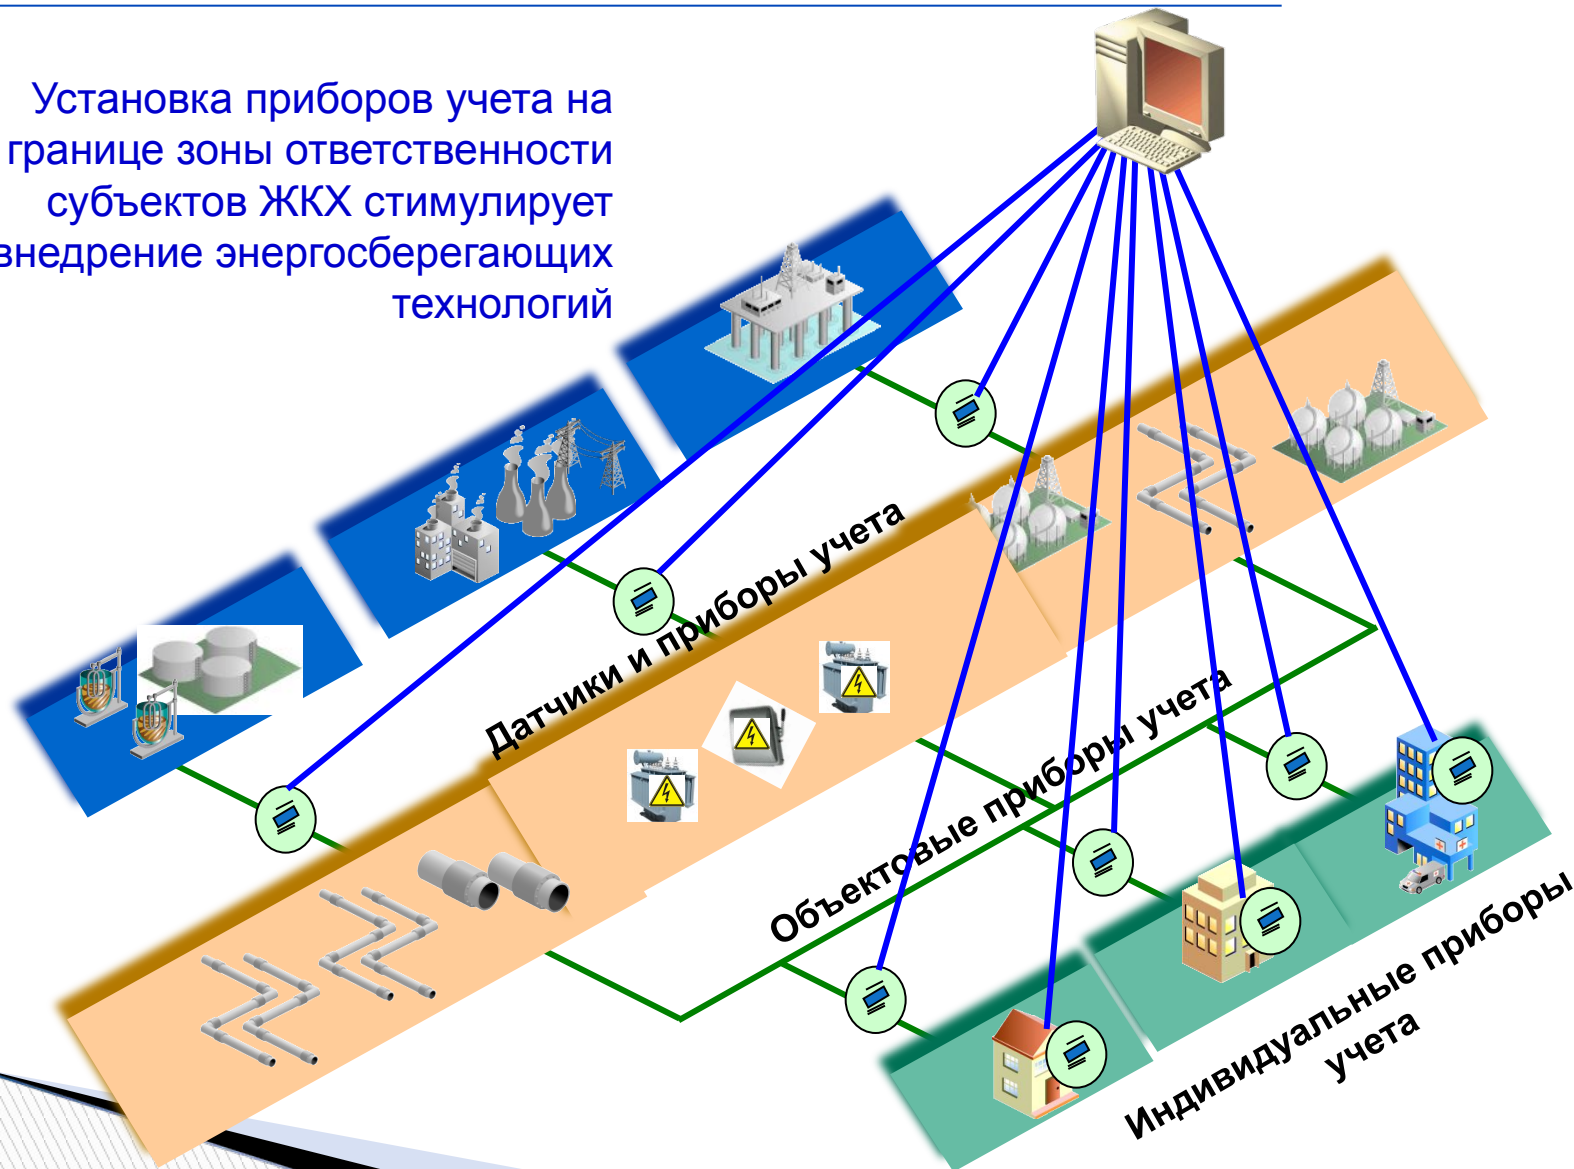 Установка приборов учета на
границе зоны ответственности
субъектов ЖКХ стимулирует
внедрение энергосберегающих
технологий
Датчики и приборы учета
Объектовые приборы учета
Индивидуальные приборы
учета